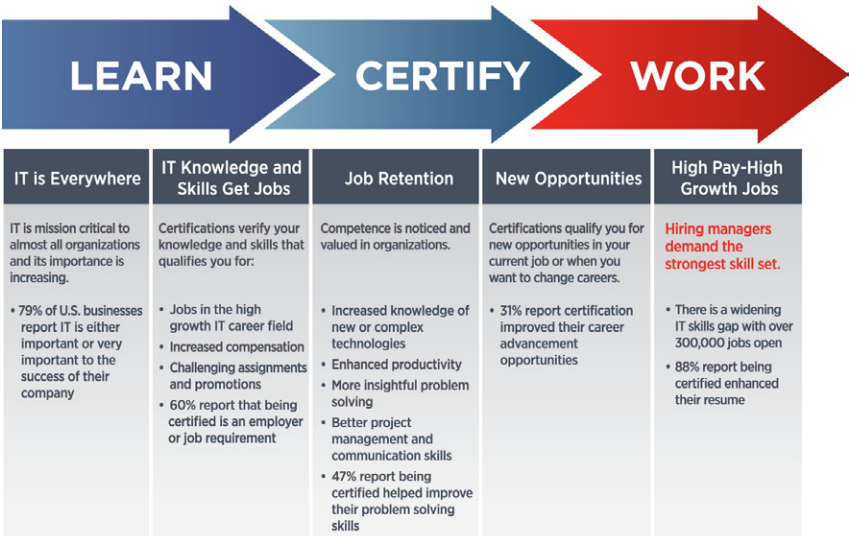 LEARN
CERTIFY
WORK
IT is Everywhere
IT is mission critical to
almost all organizations
and its importance is
increasing.
• 79% of U.S. businesses
report IT is either
important or very
important to the
success of their
company
IT Knowledge and
Skills Get Jobs
Certifications verify your
knowledge and skills that
qualifies you for:
• Jobs in the high
growth IT career field
• Increased compensation
• Challenging assignments
and promotions
• 60% report that being
certified is an employer
or job requirement
Job Retention
Competence is noticed and
valued in organizations.
• Increased knowledge of
new or complex
technologies
• Enhanced productivity
• More insightful problem
solving
• Better project
management and
communication skills
• 47% report being
certified helped improve
their problem solving
skills
New Opportunities
Certifications qualify you for
new opportunities in your
current job or when you
want to change careers.
• 31% report certification
improved their career
advancement
opportunities
High Pay-High
Growth Jobs
Hiring managers
demand the
strongest skill set.
• There is a widening
IT skills gap with over
300,000 jobs open
• 88% report being
certified enhanced
their resume